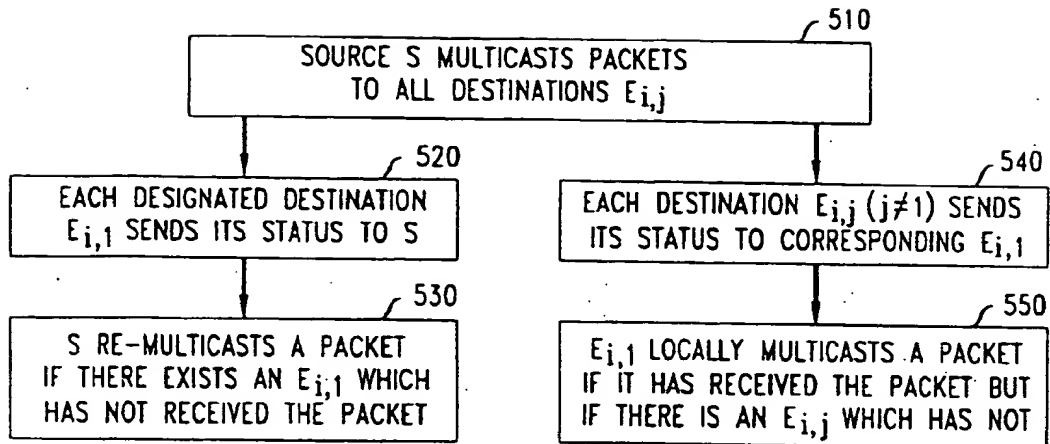 510
SOURCE S MULTICASTS PACKETS
TO ALL DESTINATIONS Ei,j
520
EACH DESIGNATED DESTINATION
Ei,1 SENDS ITS STATUS TO S
530
S RE-MULTICASTS A PACKET
IF THERE EXISTS AN Ei,1 WHICH
HAS NOT RECEIVED THE PACKET
540
EACH DESTINATION Ei,j (j≠1) SENDS
ITS STATUS TO CORRESPONDING Ei,1
550
Ei,1 LOCALLY MULTICASTS A PACKET
IF IT HAS RECEIVED THE PACKET BUT
IF THERE IS AN Ei,j WHICH HAS NOT